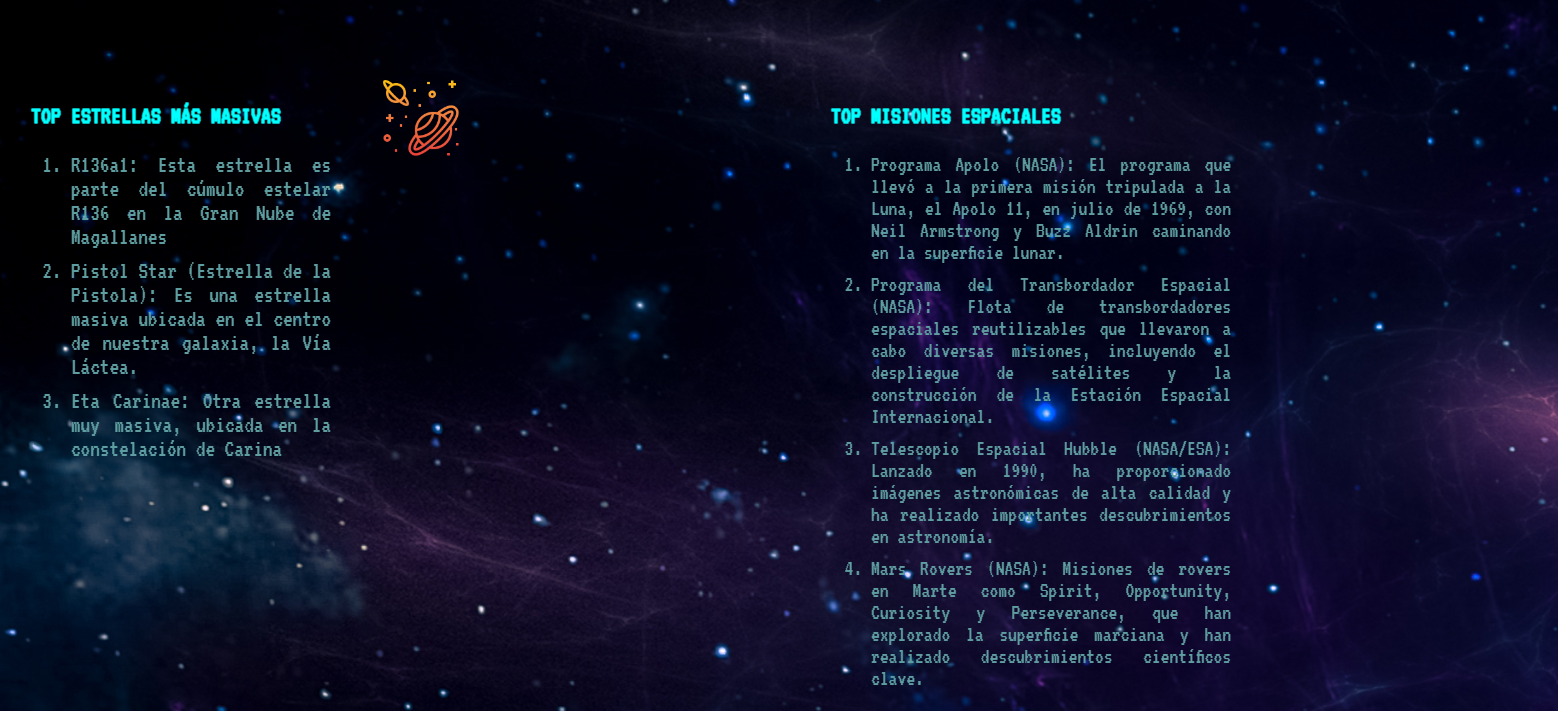 TOP ESTRELLAS MÁS MASIVAS
1. R136a1: Esta estrella es
parte del cúmulo estelar
R136 en la Gran Nube de
Magallanes
2. Pistol Star (Estrella de la
Pistola): Es una estrella
masiva ubicada en el centro
de nuestra galaxia, la Vía
Láctea.
3. Eta Carinae: Otra estrella
muy masiva, ubicada en la
constelación de Carina
TOP MISIONES ESPACIALES
1. Programa Apolo (NASA): El programa que
llevó a la primera misión tripulada a la
Luna, el Apolo 11, en julio de 1969, con
Neil Armstrong y Buzz Aldrin caminando
en la superficie lunar.
2. Programa del Transbordador Espacial
(NASA): Flota de transbordadores
espaciales reutilizables que llevaron a
cabo diversas misiones, incluyendo el
despliegue de satélites y la
construcción de la Estación Espacial
Internacional.
3. Telescopio Espacial Hubble (NASA/ESA):
Lanzado en 1990, ha proporcionado
imágenes astronómicas de alta calidad y
ha realizado importantes descubrimientos
en astronomía.
4. Mars Rovers (NASA): Misiones de rovers
en Marte como Spirit, Opportunity,
Curiosity y Perseverance, que han
explorado la superficie marciana y han
realizado descubrimientos científicos
clave.